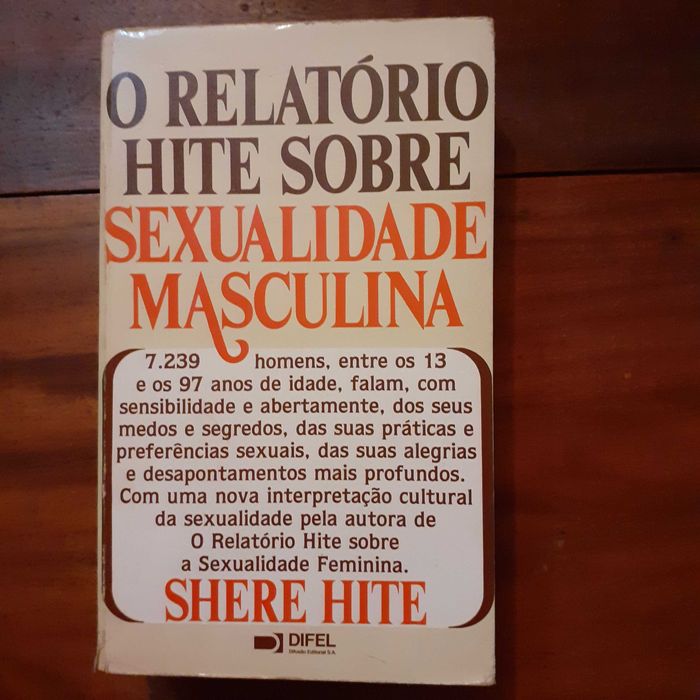 O RELATÓRIO
HITE SOBRE
SEXUALIDADE
MASCULINA
7.239 homens, entre os 13
e os 97 anos de idade, falam, com
sensibilidade e abertamente, dos seus
medos e segredos, das suas práticas e
preferências sexuais, das suas alegrias
e desapontamentos mais profundos.
Com uma nova interpretação cultural
da sexualidade pela autora de
O Relatório Hite sobre
a Sexualidade Feminina.
SHERE HITE
DIFEL
Difusão Editorial S.A.